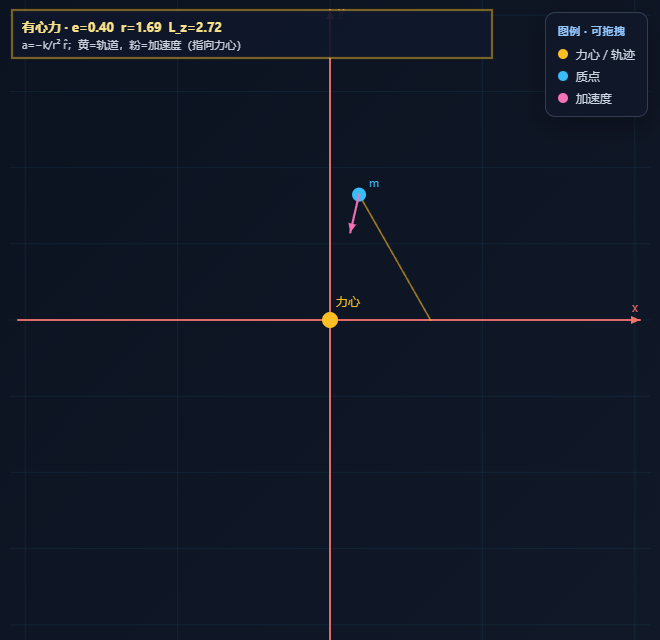 有心力 · e=0.40 r=1.69 L_z=2.72
a=−k/r² r̂; 黄=轨道, 粉=加速度 (指向力心)
图例 · 可拖拽
力心 / 轨迹
质点
加速度
m
力心
x